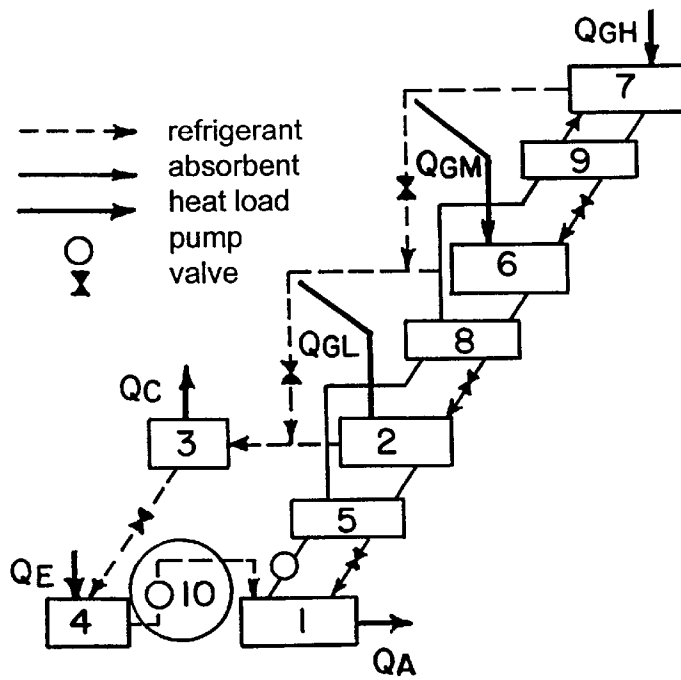 QGH
7
refrigerant
absorbent
heat load
pump
valve
9
QGM
6
QGL
8
QC
3
2
5
QE
10
4
1
QA